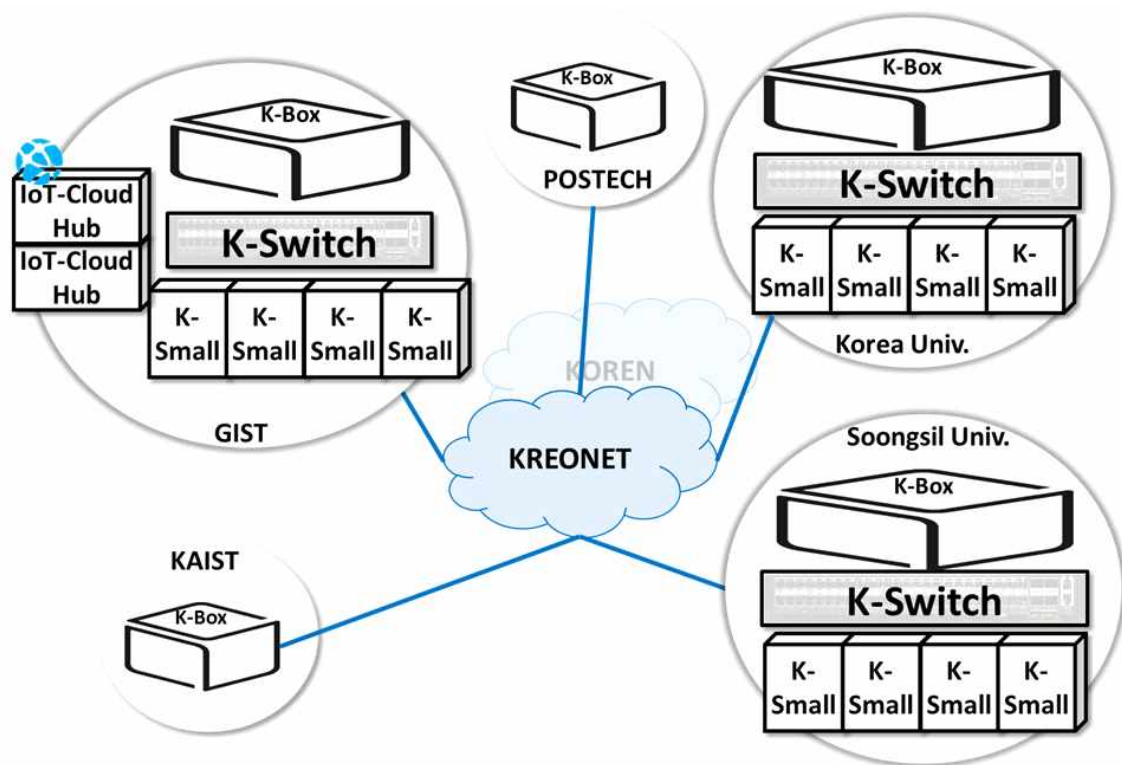 K-Box
IoT-Cloud
Hub
IoT-Cloud
Hub
K-Switch
K-
Small
K-
Small
K-
Small
K-
Small
GIST
K-Box
POSTECH
K-Box
K-Switch
K-
Small
K-
Small
K-
Small
K-
Small
Korea Univ.
KOREN
KREONET
KAIST
K-Box
Soongsil Univ.
K-Box
K-Switch
K-
Small
K-
Small
K-
Small
K-
Small